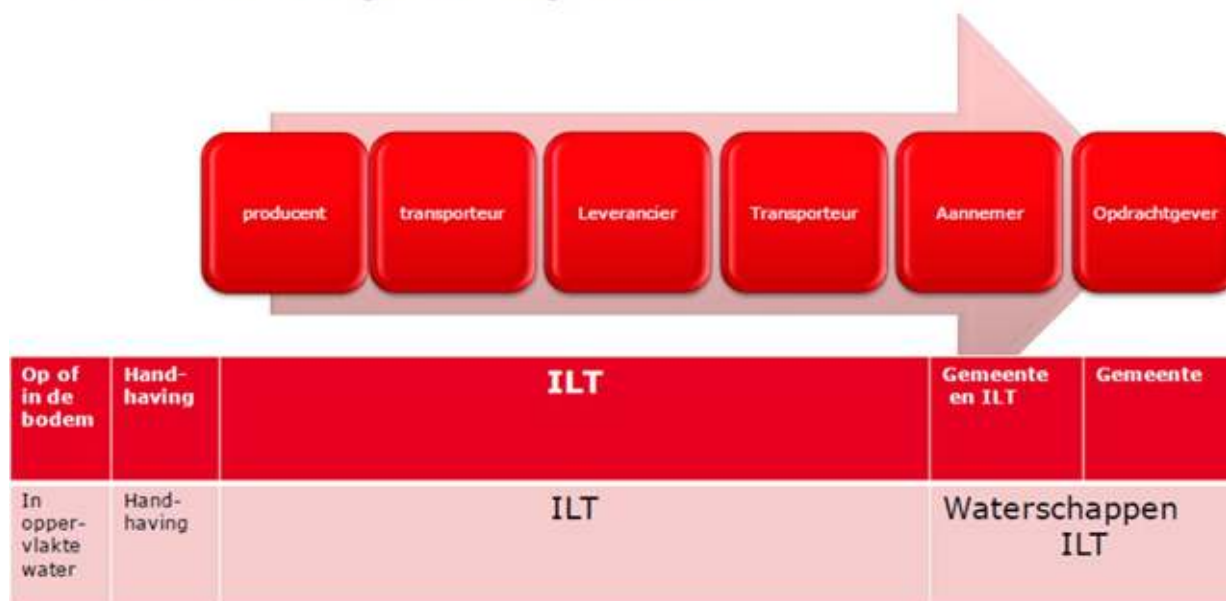 producent
transporteur
Leverancier
Transporteur
Aannemer
Opdrachtgever
Op of
in de
bodem
Hand-
having
ILT
Gemeente
en ILT
Gemeente
In
opper-
vlakte
water
Hand-
having
ILT
Waterschappen
ILT